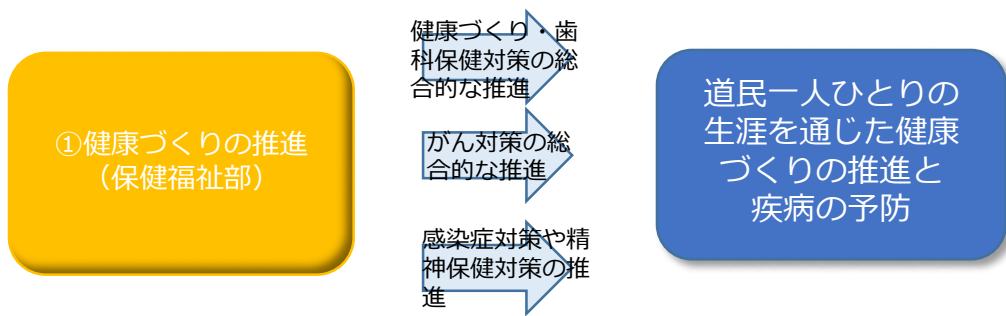 ①健康づくりの推進
（保健福祉部）
健康づくり・歯
科保健対策の総
合的な推進
がん対策の総
合的な推進
感染症対策や精
神保健対策の推
進
道民一人ひとりの
生涯を通じた健康
づくりの推進と
疾病の予防